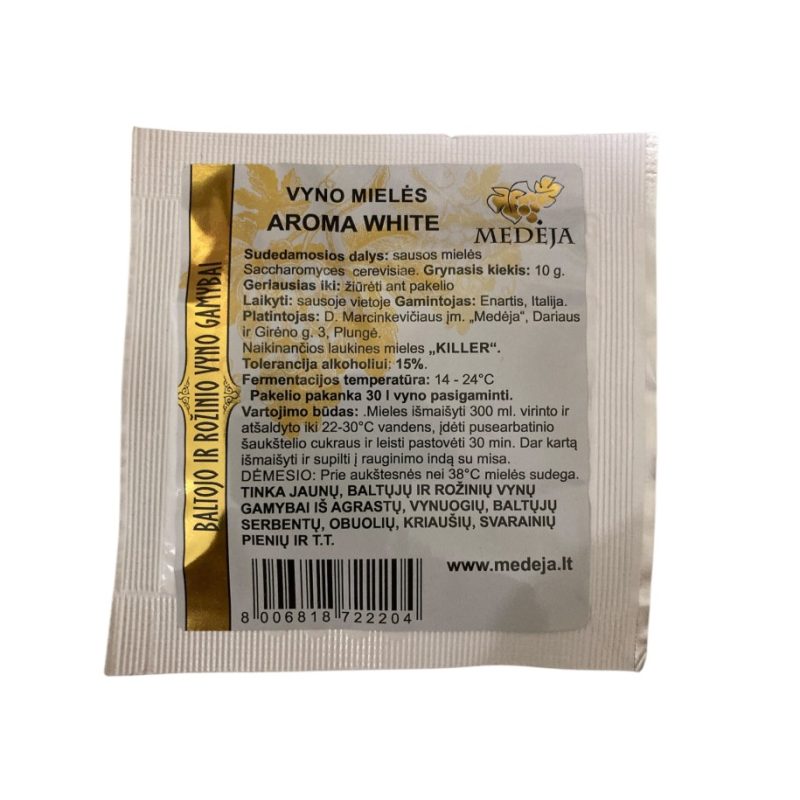 BALTOJO IR ROŽINIO VYNO GAMYBAI
VYNO MIELĖS
AROMA WHITE
MEDĖJA
Sudedamosios dalys: sausos mielės
Saccharomyces cerevisiae. Grynasis kiekis: 10 g.
Geriausias iki: žiūrėti ant pakelio
Laikyti: sausoje vietoje Gamintojas: Enartis, Italija.
Platintojas: D. Marcinkevičiaus įm. „Medėja“, Dariaus
ir Girėno g. 3, Plungė.
Naikinančios laukines mieles „KILLER“.
Tolerancija alkoholiui: 15%.
Fermentacijos temperatūra: 14 - 24°C
Pakelio pakanka 30 l vyno pasigaminti.
Vartojimo būdas: .Mieles išmaišyti 300 ml. virinto ir
atšaldyto iki 22-30°C vandens, įdėti pusearbatinio
šaukštelio cukraus ir leisti pastovėti 30 min. Dar kartą
išmaišyti ir supilti į rauginimo indą su misa.
DĖMESIO: Prie aukštesnės nei 38°C mielės sudega.
TINKA JAUNŲ, BALTŲJŲ IR ROŽINIŲ VYNŲ
GAMYBAI IŠ AGRASTŲ, VYNUOGIŲ, BALTŲJŲ
SERBENTŲ, OBUOLIŲ, KRIAUŠIŲ, SVARAINIŲ
PIENIŲ IR T.T.
www.medeja.lt
8 006818 722204